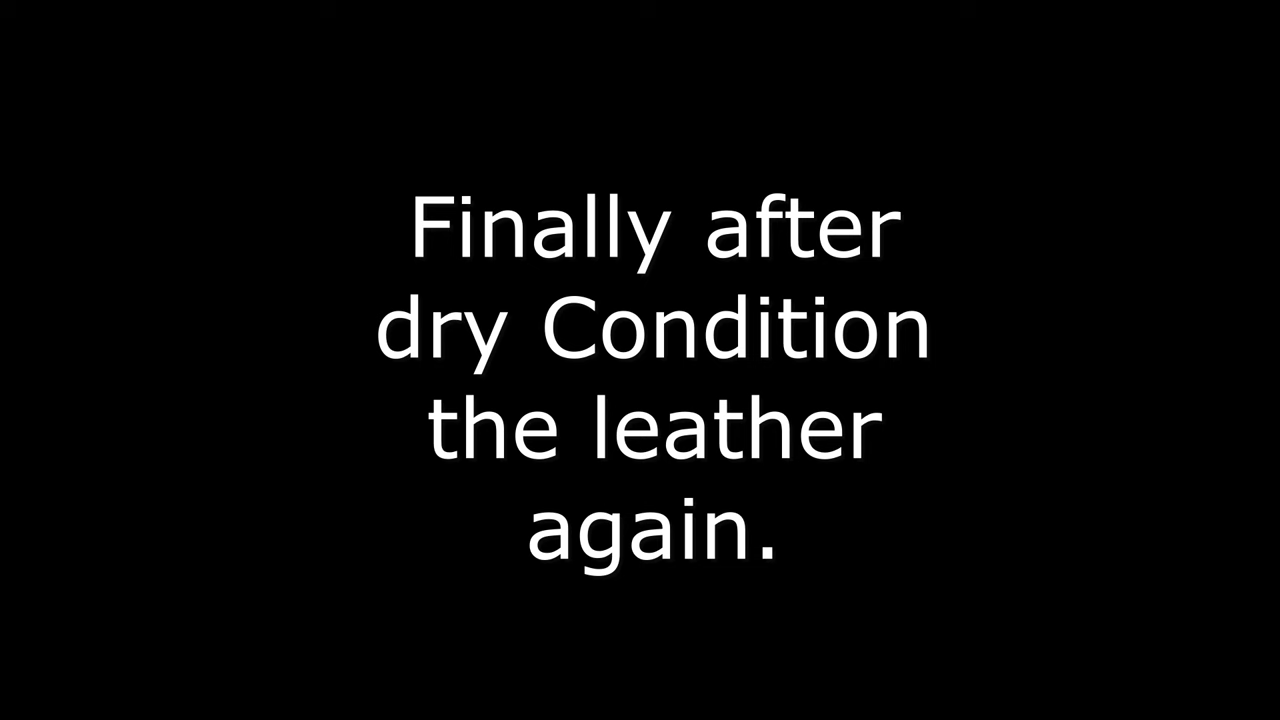 Finally after
dry Condition
the leather
again.